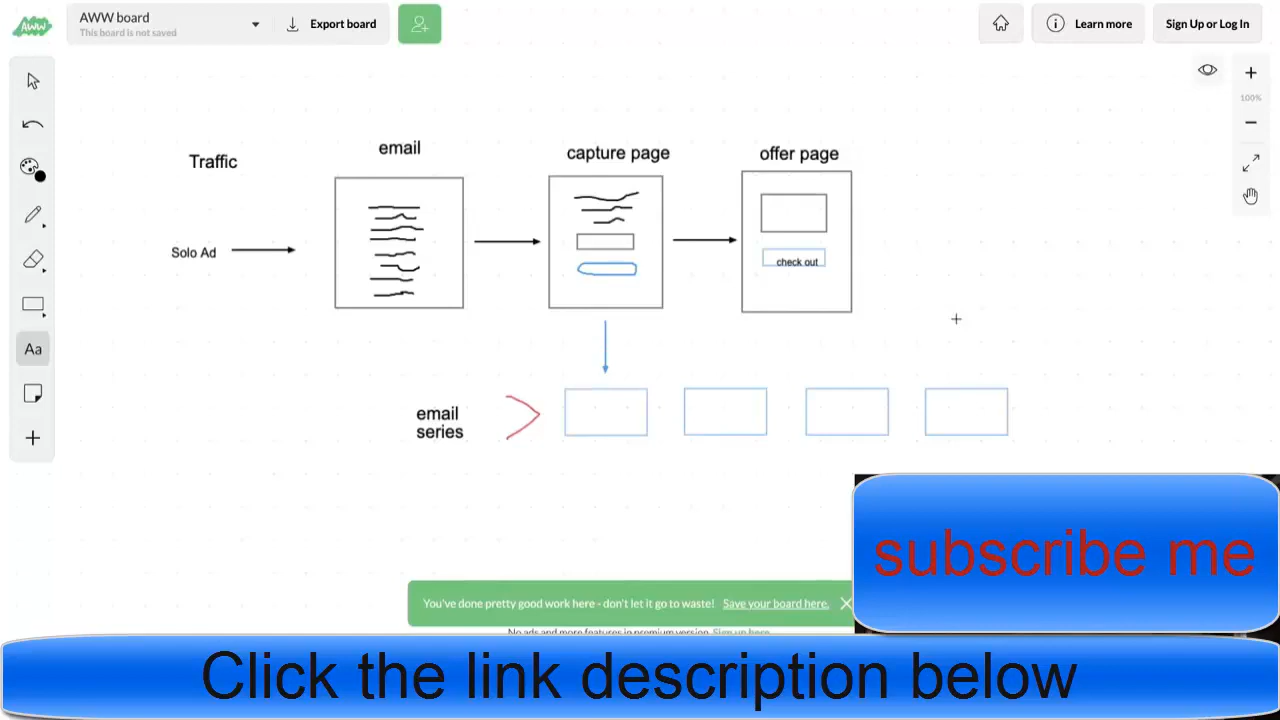 AWW
AWW board
This board is not saved
Export board
Learn more
Sign Up or Log In
100%
Traffic
email
capture page
offer page
Solo Ad
check out
Aa
email
series
subscribe me
You've done pretty good work here - don't let it go to waste! Save your board here.
No ads and more features in premium version. Sign up here
Click the link description below